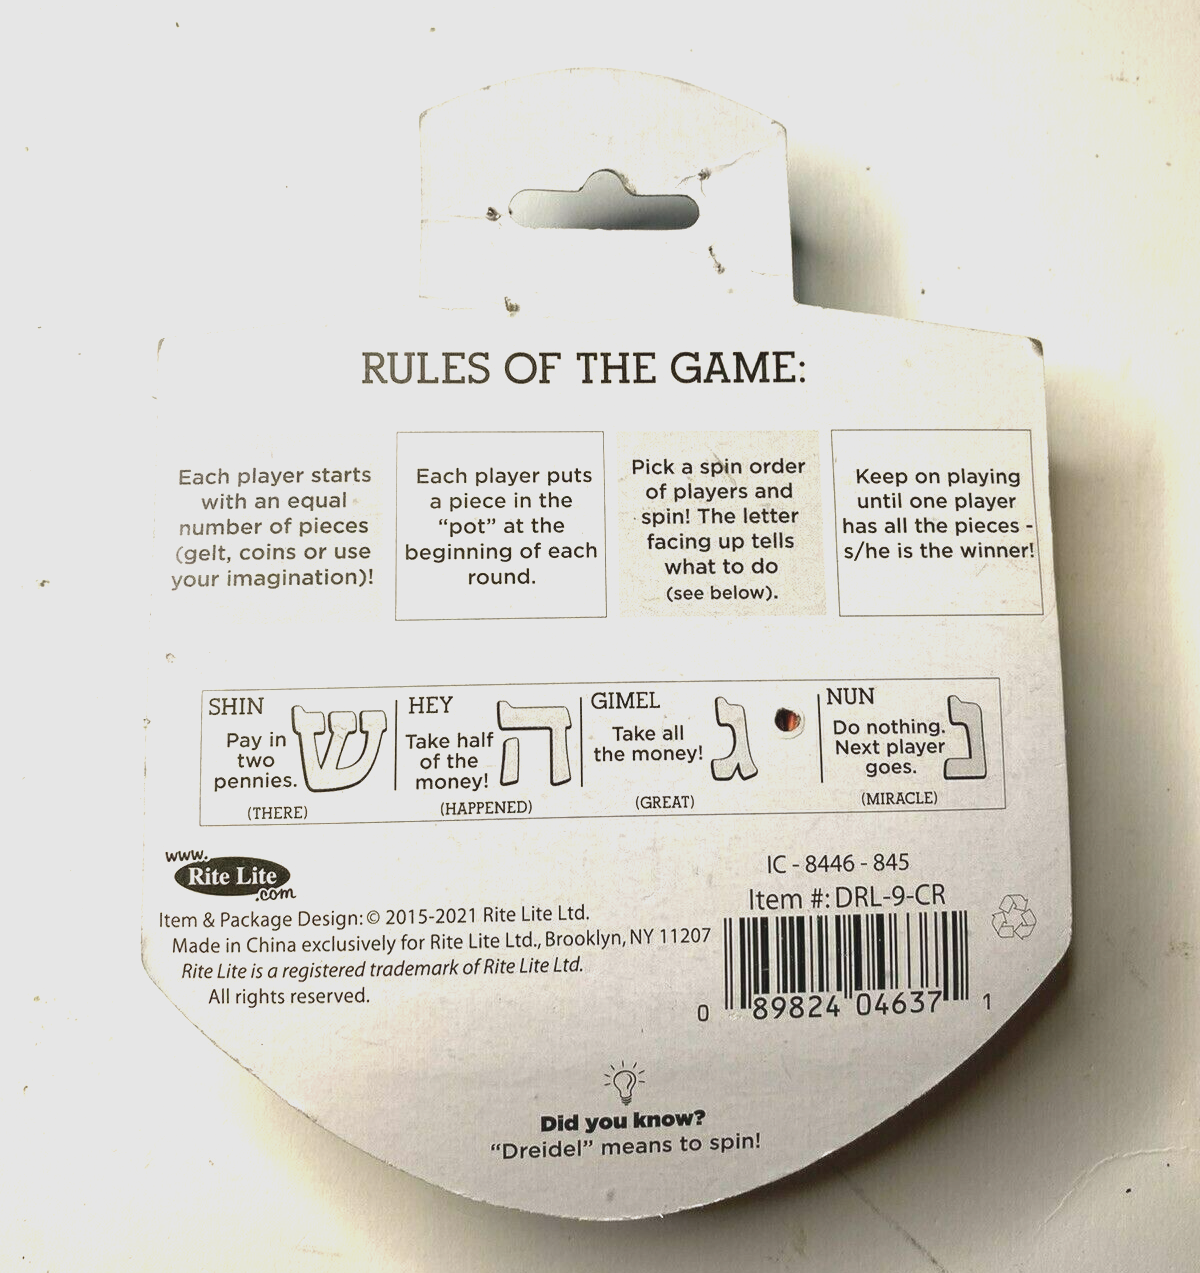 RULES OF THE GAME:
Each player starts
with an equal
number of pieces
(gelt, coins or use
your imagination)!
Each player puts
a piece in the
“pot” at the
beginning of each
round.
Pick a spin order
of players and
spin! The letter
facing up tells
what to do
(see below).
Keep on playing
until one player
has all the pieces -
s/he is the winner!
SHIN
ש
Pay in
two
pennies.
(THERE)
HEY
ה
Take half
of the
money!
(HAPPENED)
GIMEL
ג
Take all
the money!
(GREAT)
NUN
נ
Do nothing.
Next player
goes.
(MIRACLE)
www.
Rite Lite
.com
Item & Package Design: © 2015-2021 Rite Lite Ltd.
Made in China exclusively for Rite Lite Ltd., Brooklyn, NY 11207
Rite Lite is a registered trademark of Rite Lite Ltd.
All rights reserved.
IC - 8446 - 845
Item #: DRL-9-CR
0 89824 04637 1
Did you know?
“Dreidel” means to spin!